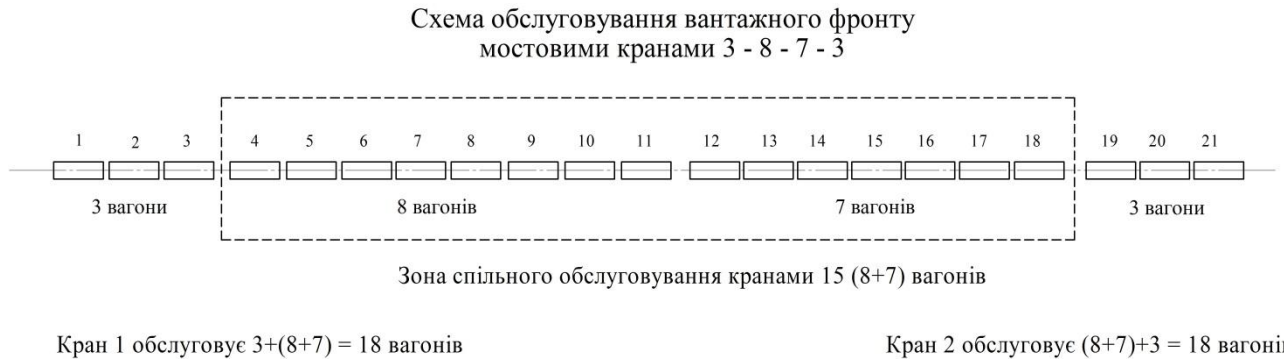 Схема обслуговування вантажного фронту
мостовими кранами 3 - 8 - 7 - 3
1 2 3 4 5 6 7 8 9 10 11 12 13 14 15 16 17 18 19 20 21
3 вагони 8 вагонів 7 вагонів 3 вагони
Зона спільного обслуговування кранами 15 (8+7) вагонів
Кран 1 обслуговує 3+(8+7) = 18 вагонів Кран 2 обслуговує (8+7)+3 = 18